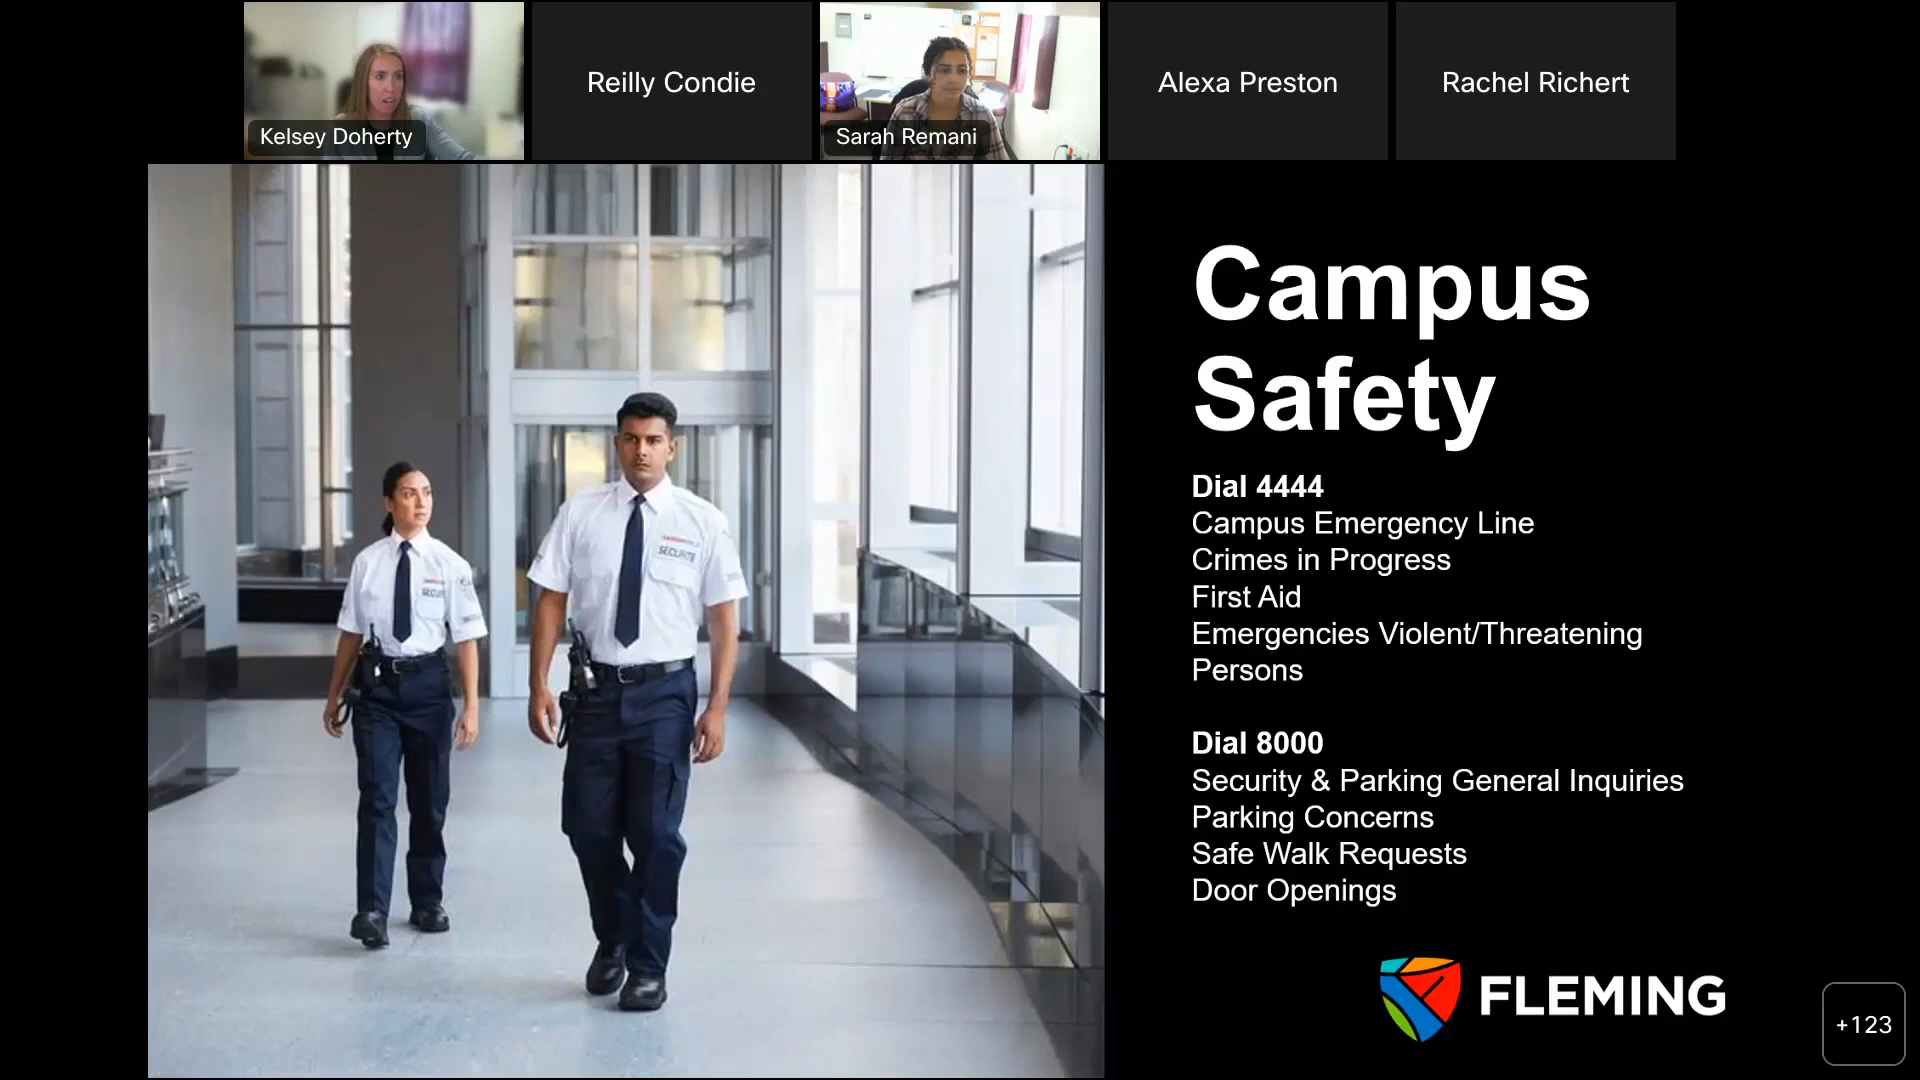 Kelsey Doherty
Reilly Condie
Sarah Remani
Alexa Preston
Rachel Richert
Campus
Safety
Dial 4444
Campus Emergency Line
Crimes in Progress
First Aid
Emergencies Violent/Threatening
Persons
Dial 8000
Security & Parking General Inquiries
Parking Concerns
Safe Walk Requests
Door Openings
SECURITE
FLEMING
+123